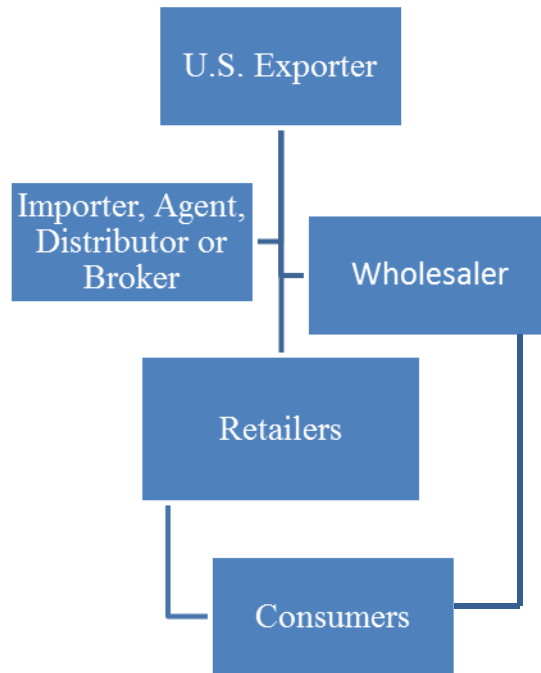 U.S. Exporter
Importer, Agent,
Distributor or
Broker
Wholesaler
Retailers
Consumers